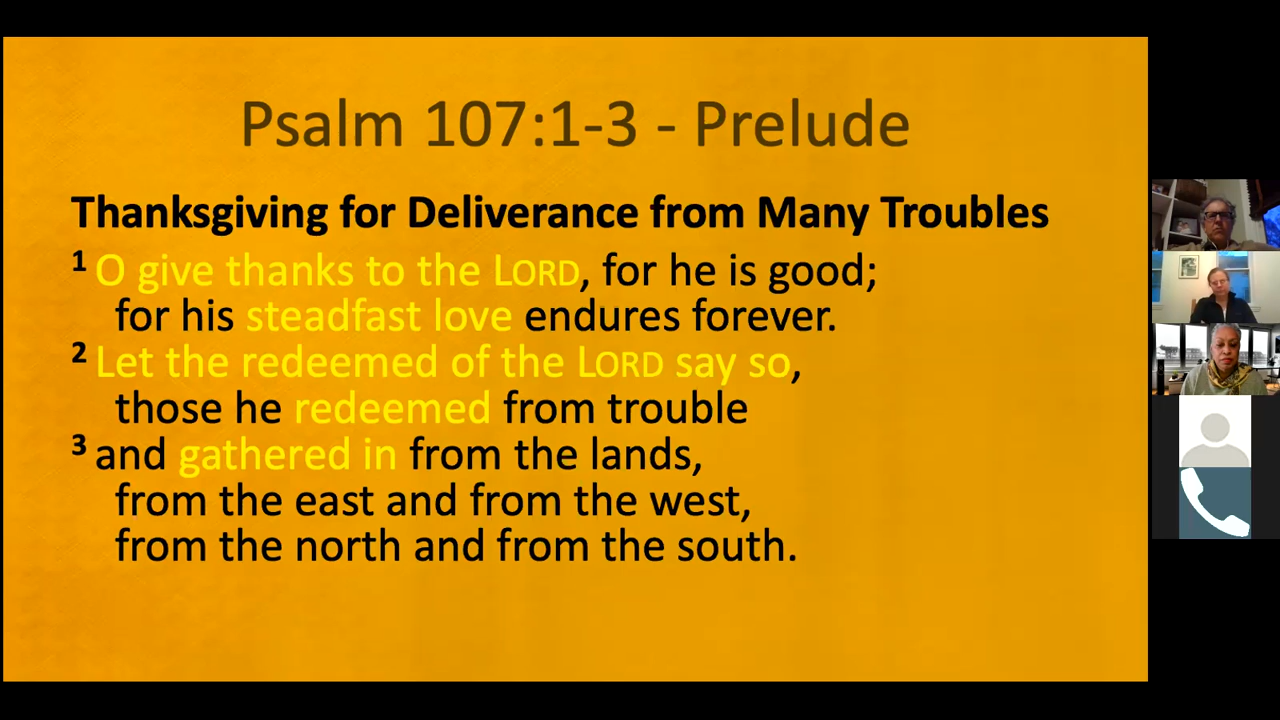 Psalm 107:1-3 - Prelude
Thanksgiving for Deliverance from Many Troubles
1 O give thanks to the LORD, for he is good;
for his steadfast love endures forever.
2 Let the redeemed of the LORD say so,
those he redeemed from trouble
3 and gathered in from the lands,
from the east and from the west,
from the north and from the south.